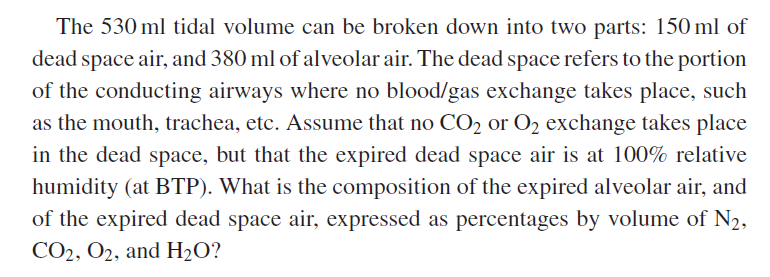 The 530 ml tidal volume can be broken down into two parts: 150 ml of
dead space air, and 380 ml of alveolar air. The dead space refers to the portion
of the conducting airways where no blood/gas exchange takes place, such
as the mouth, trachea, etc. Assume that no CO₂ or O₂ exchange takes place
in the dead space, but that the expired dead space air is at 100% relative
humidity (at BTP). What is the composition of the expired alveolar air, and
of the expired dead space air, expressed as percentages by volume of N₂,
CO₂, O₂, and H₂O?